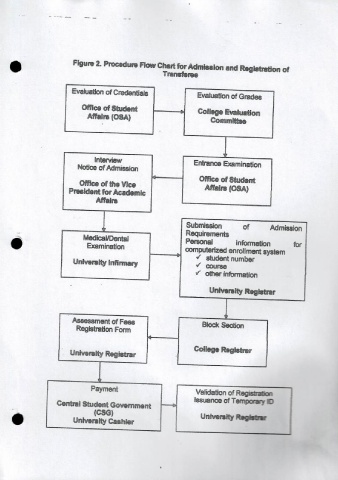 Figure 2. Procedure Flow Chart for Admission and Registration of
Transferee
Evaluation of Credentials
Office of Student
Affairs (OSA)
Evaluation of Grades
College Evaluation
Committee
Entrance Examination
Office of Student
Affairs (OSA)
Interview
Notice of Admission
Office of the Vice
President for Academic
Affairs
Medical/Dental
Examination
University Infirmary
Submission of Admission
Requirements
Personal information for
computerized enrollment system
✓ student number
✓ course
✓ other information
University Registrar
Block Section
College Registrar
Assessment of Fees
Registration Form
University Registrar
Payment
Central Student Government
(CSG)
University Cashier
Validation of Registration
Issuance of Temporary ID
University Registrar